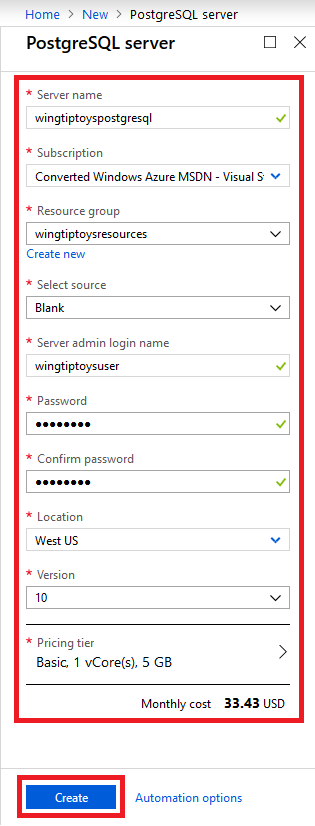 Home > New > PostgreSQL server
PostgreSQL server
* Server name
wingtiptoyspostgresql
* Subscription
Converted Windows Azure MSDN - Visual S
* Resource group
wingtiptoysresources
Create new
* Select source
Blank
* Server admin login name
wingtiptoysuser
* Password
●●●●●●●●
* Confirm password
●●●●●●●●
* Location
West US
* Version
10
* Pricing tier
Basic, 1 vCore(s), 5 GB
Monthly cost 33.43 USD
Create Automation options